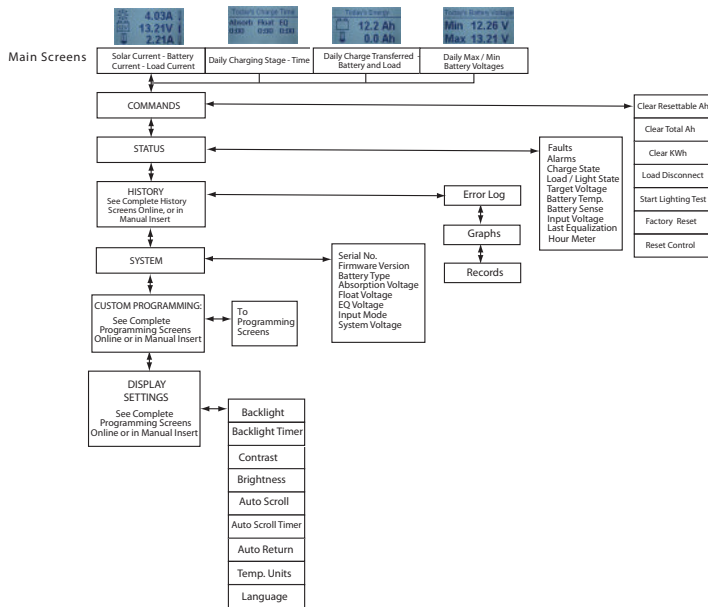 4.03A
13.21V
2.21A
Today's Charge Time
Absorb Float EQ
0:00 0:00 0:00
Today's Energy
12.2 Ah
0.0 Ah
Today's Battery Voltage
Min 12.26 V
Max 13.21 V
Main Screens
Solar Current - Battery
Current - Load Current
Daily Charging Stage - Time
Daily Charge Transferred -
Battery and Load
Daily Max / Min
Battery Voltages
COMMANDS
Clear Resettable Ah
Clear Total Ah
Clear KWh
Load Disconnect
Start Lighting Test
Factory Reset
Reset Control
STATUS
Faults
Alarms
Charge State
Load / Light State
Target Voltage
Battery Temp.
Battery Sense
Input Voltage
Last Equalization
Hour Meter
HISTORY
See Complete History
Screens Online, or in
Manual Insert
Error Log
Graphs
Records
SYSTEM
Serial No.
Firmware Version
Battery Type
Absorption Voltage
Float Voltage
EQ Voltage
Input Mode
System Voltage
CUSTOM PROGRAMMING:
See Complete
Programming Screens
Online or in Manual Insert
To
Programming
Screens
DISPLAY
SETTINGS
See Complete
Programming Screens
Online or in Manual Insert
Backlight
Backlight Timer
Contrast
Brightness
Auto Scroll
Auto Scroll Timer
Auto Return
Temp. Units
Language